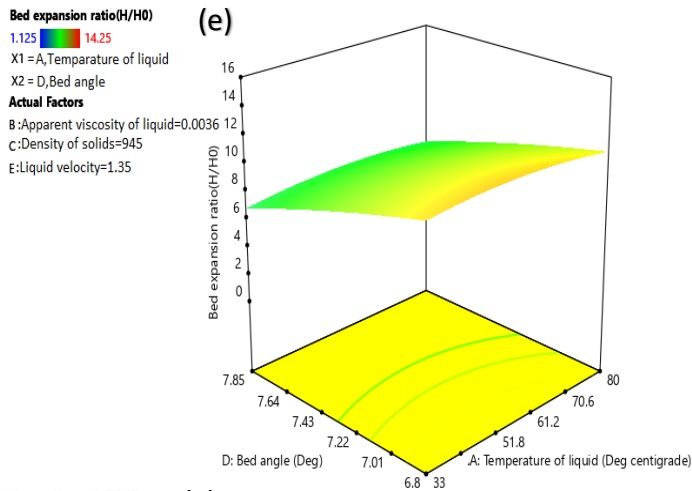 Bed expansion ratio(H/H0)
1.125 14.25
X1 =A,Temparature of liquid
X2 = D,Bed angle
Actual Factors
B:Apparent viscosity of liquid=0.0036
C:Density of solids=945
E:Liquid velocity=1.35
(e)
Bed expansion ratio(H/H0)
16
14
12
10
8
6
4
2
0
7.85
7.64
7.43
7.22
7.01
6.8
D: Bed angle (Deg)
33
51.8
61.2
70.6
80
A: Temperature of liquid (Deg centigrade)